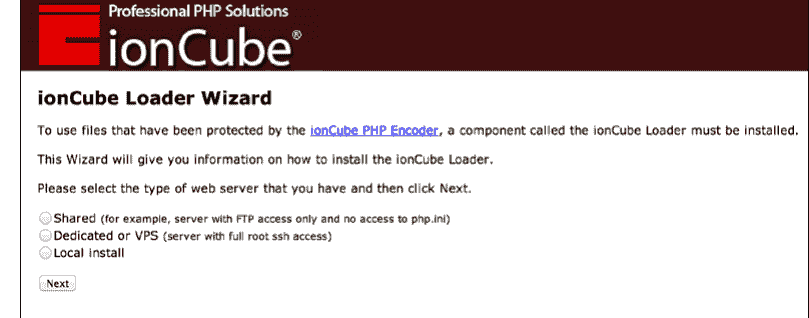 Professional PHP Solutions
ionCube®
ionCube Loader Wizard
To use files that have been protected by the ionCube PHP Encoder, a component called the ionCube Loader must be installed.
This Wizard will give you information on how to install the ionCube Loader.
Please select the type of web server that you have and then click Next.
Shared (for example, server with FTP access only and no access to php.ini)
Dedicated or VPS (server with full root ssh access)
Local install
Next